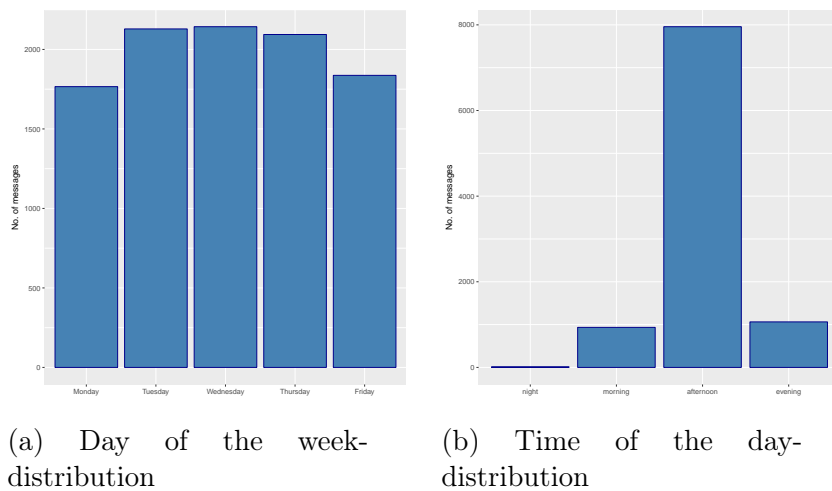 No. of messages
2000
1500
1000
500
0
Monday Tuesday Wednesday Thursday Friday
(a) Day of the week-
distribution
No. of messages
8000
6000
4000
2000
0
night morning afternoon evening
(b) Time of the day-
distribution